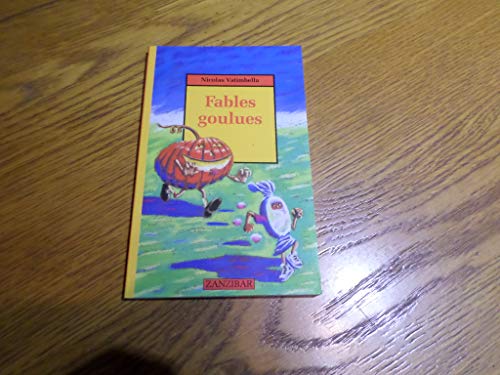 Nicolas Vatimbella
Fables
goulues
ZANZIBAR